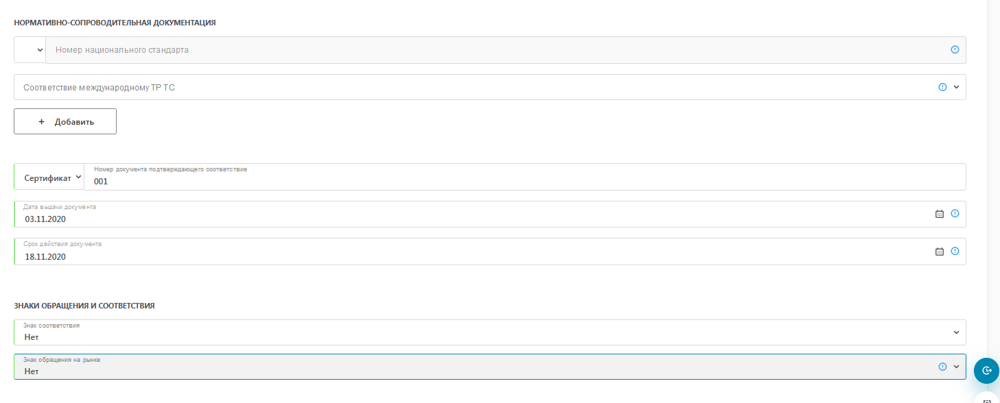 НОРМАТИВНО-СОПРОВОДИТЕЛЬНАЯ ДОКУМЕНТАЦИЯ
Номер национального стандарта
Соответствие международному ТР ТС
+ Добавить
Номер документа подтверждающего соответствие
Сертификат
001
Дата выдачи документа
03.11.2020
Срок действия документа
18.11.2020
ЗНАКИ ОБРАЩЕНИЯ И СООТВЕТСТВИЯ
Знак соответствия
Нет
Знак обращения на рынке
Нет